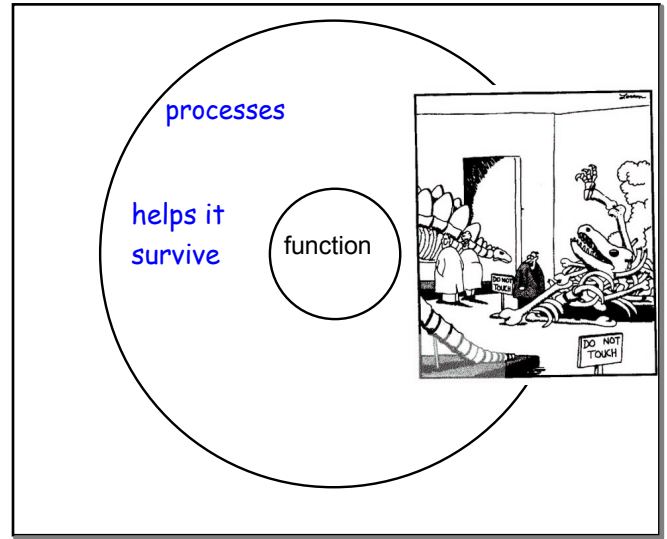 processes
helps it
survive
function
DO NOT
TOUCH
DO NOT
TOUCH